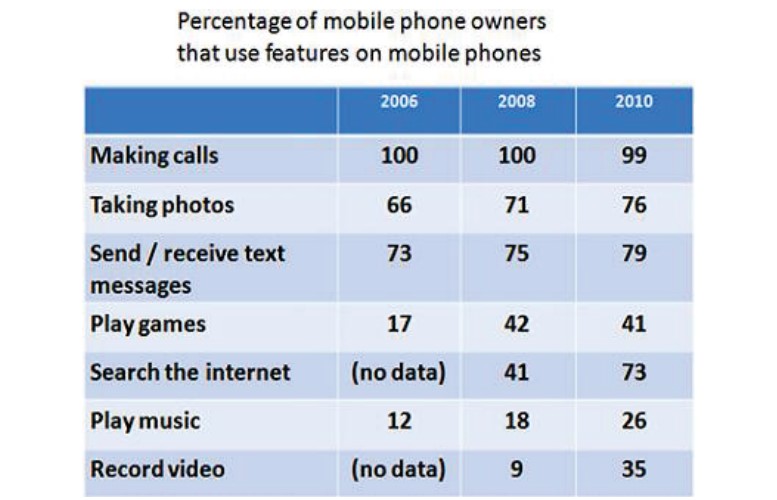 Percentage of mobile phone owners
that use features on mobile phones
2006 2008 2010
Making calls 100 100 99
Taking photos 66 71 76
Send / receive text 73 75 79
messages
Play games 17 42 41
Search the internet (no data) 41 73
Play music 12 18 26
Record video (no data) 9 35